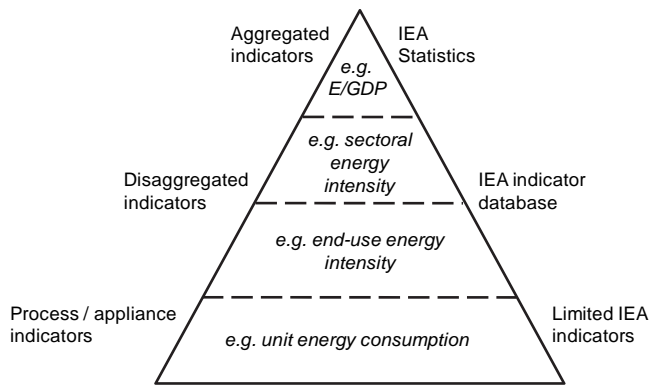 Aggregated
indicators
IEA
Statistics
e.g.
E/GDP
e.g. sectoral
energy
intensity
Disaggregated
indicators
IEA indicator
database
e.g. end-use energy
intensity
Process / appliance
indicators
Limited IEA
indicators
e.g. unit energy consumption